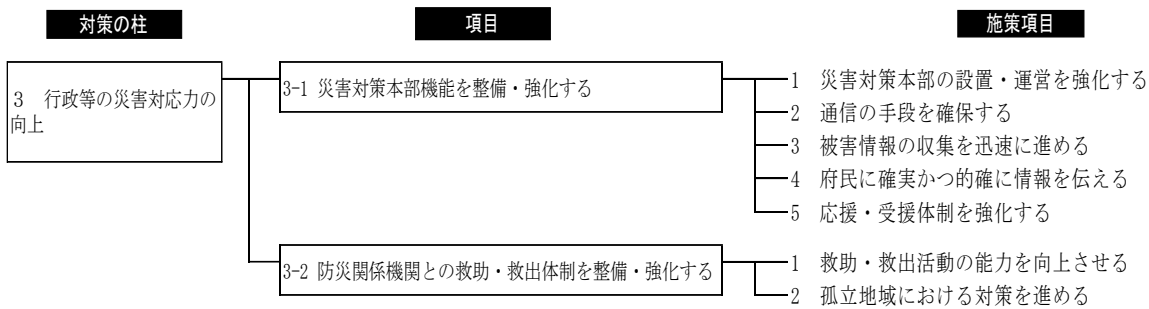 対策の柱
項目
施策項目
3 行政等の災害対応力の
向上
3-1 災害対策本部機能を整備・強化する
1 災害対策本部の設置・運営を強化する
2 通信の手段を確保する
3 被害情報の収集を迅速に進める
4 府民に確実かつ的確に情報を伝える
5 応援・受援体制を強化する
3-2 防災関係機関との救助・救出体制を整備・強化する
1 救助・救出活動の能力を向上させる
2 孤立地域における対策を進める